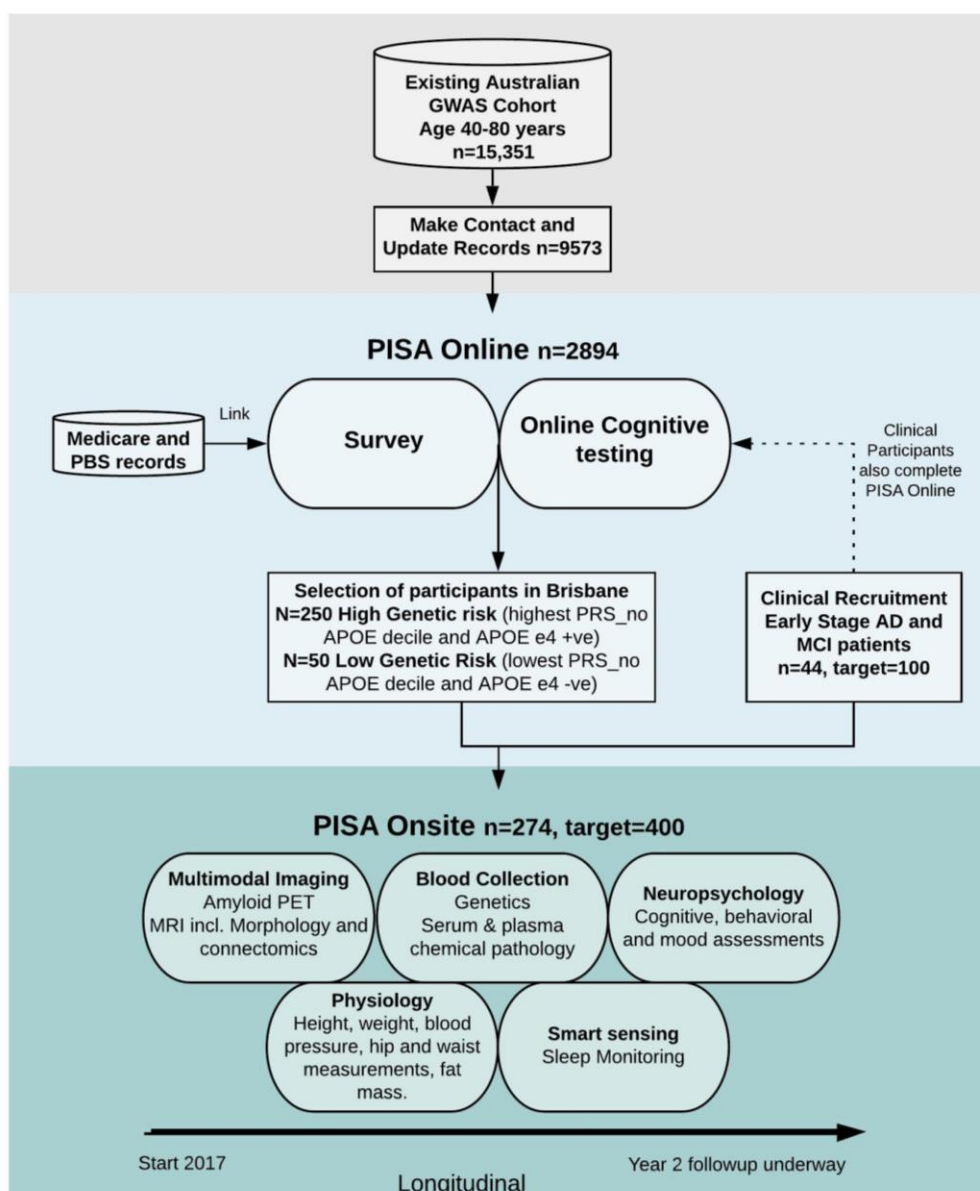 Existing Australian
GWAS Cohort
Age 40-80 years
n=15,351
Make Contact and
Update Records n=9573
PISA Online n=2894
Link
Medicare and
PBS records
Survey
Online Cognitive
testing
Clinical
Participants
also complete
PISA Online
Selection of participants in Brisbane
N=250 High Genetic risk (highest PRS_no
APOE decile and APOE e4 +ve)
N=50 Low Genetic Risk (lowest PRS_no
APOE decile and APOE e4 -ve)
Clinical Recruitment
Early Stage AD and
MCI patients
n=44, target=100
PISA Onsite n=274, target=400
Multimodal Imaging
Amyloid PET
MRI incl. Morphology and
connectomics
Blood Collection
Genetics
Serum & plasma
chemical pathology
Neuropsychology
Cognitive, behavioral
and mood assessments
Physiology
Height, weight, blood
pressure, hip and waist
measurements, fat
mass.
Smart sensing
Sleep Monitoring
Start 2017
Year 2 followup underway
Longitudinal